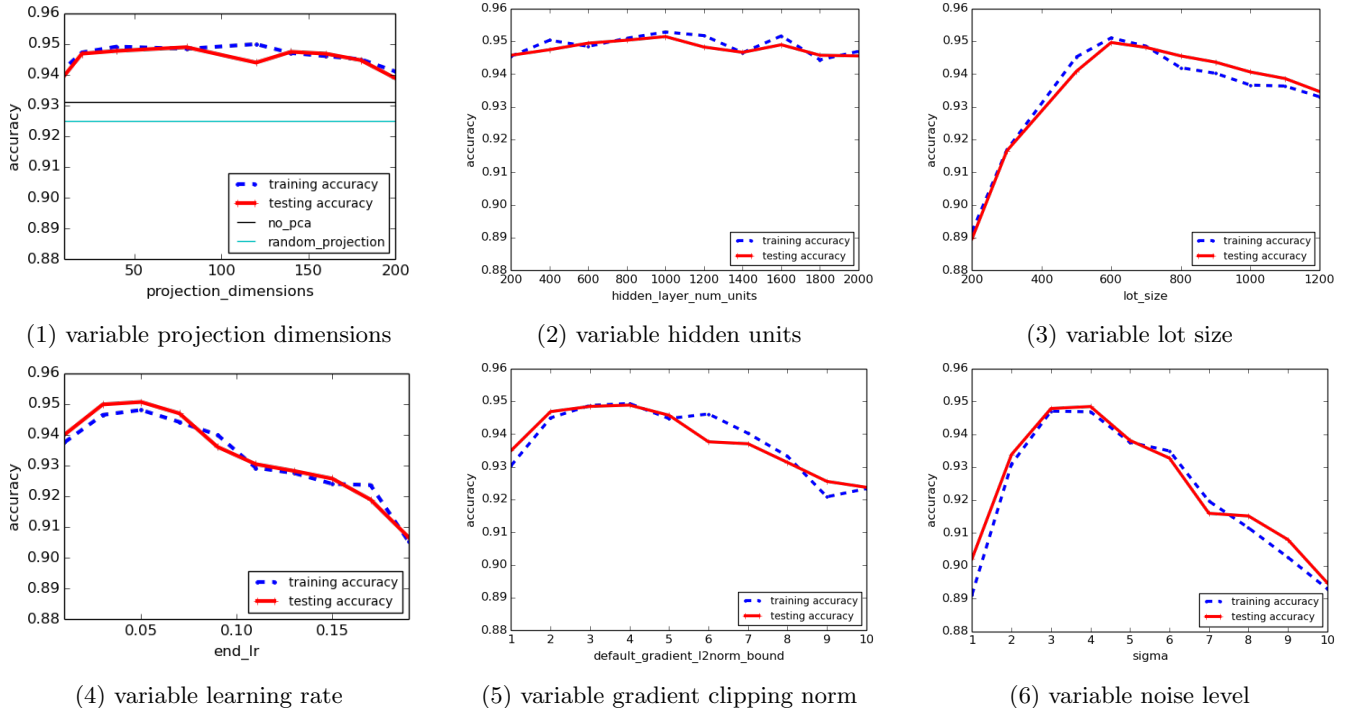 0.96
0.95
0.94
0.93
0.92
0.91
0.90
0.89
0.88
accuracy
50
100
150
200
projection_dimensions
training accuracy
testing accuracy
no_pca
random_projection
(1) variable projection dimensions
0.96
0.95
0.94
0.93
0.92
0.91
0.90
0.89
0.88
accuracy
200 400 600 800 1000 1200 1400 1600 1800 2000
hidden_layer_num_units
training accuracy
testing accuracy
(2) variable hidden units
0.96
0.95
0.94
0.93
0.92
0.91
0.90
0.89
0.88
accuracy
200 400 600 800 1000 1200
lot_size
training accuracy
testing accuracy
(3) variable lot size
0.96
0.95
0.94
0.93
0.92
0.91
0.90
0.89
0.88
accuracy
0.05 0.10 0.15
end_lr
training accuracy
testing accuracy
(4) variable learning rate
0.96
0.95
0.94
0.93
0.92
0.91
0.90
0.89
0.88
accuracy
1 2 3 4 5 6 7 8 9 10
default_gradient_l2norm_bound
training accuracy
testing accuracy
(5) variable gradient clipping norm
0.96
0.95
0.94
0.93
0.92
0.91
0.90
0.89
0.88
accuracy
1 2 3 4 5 6 7 8 9 10
sigma
training accuracy
testing accuracy
(6) variable noise level